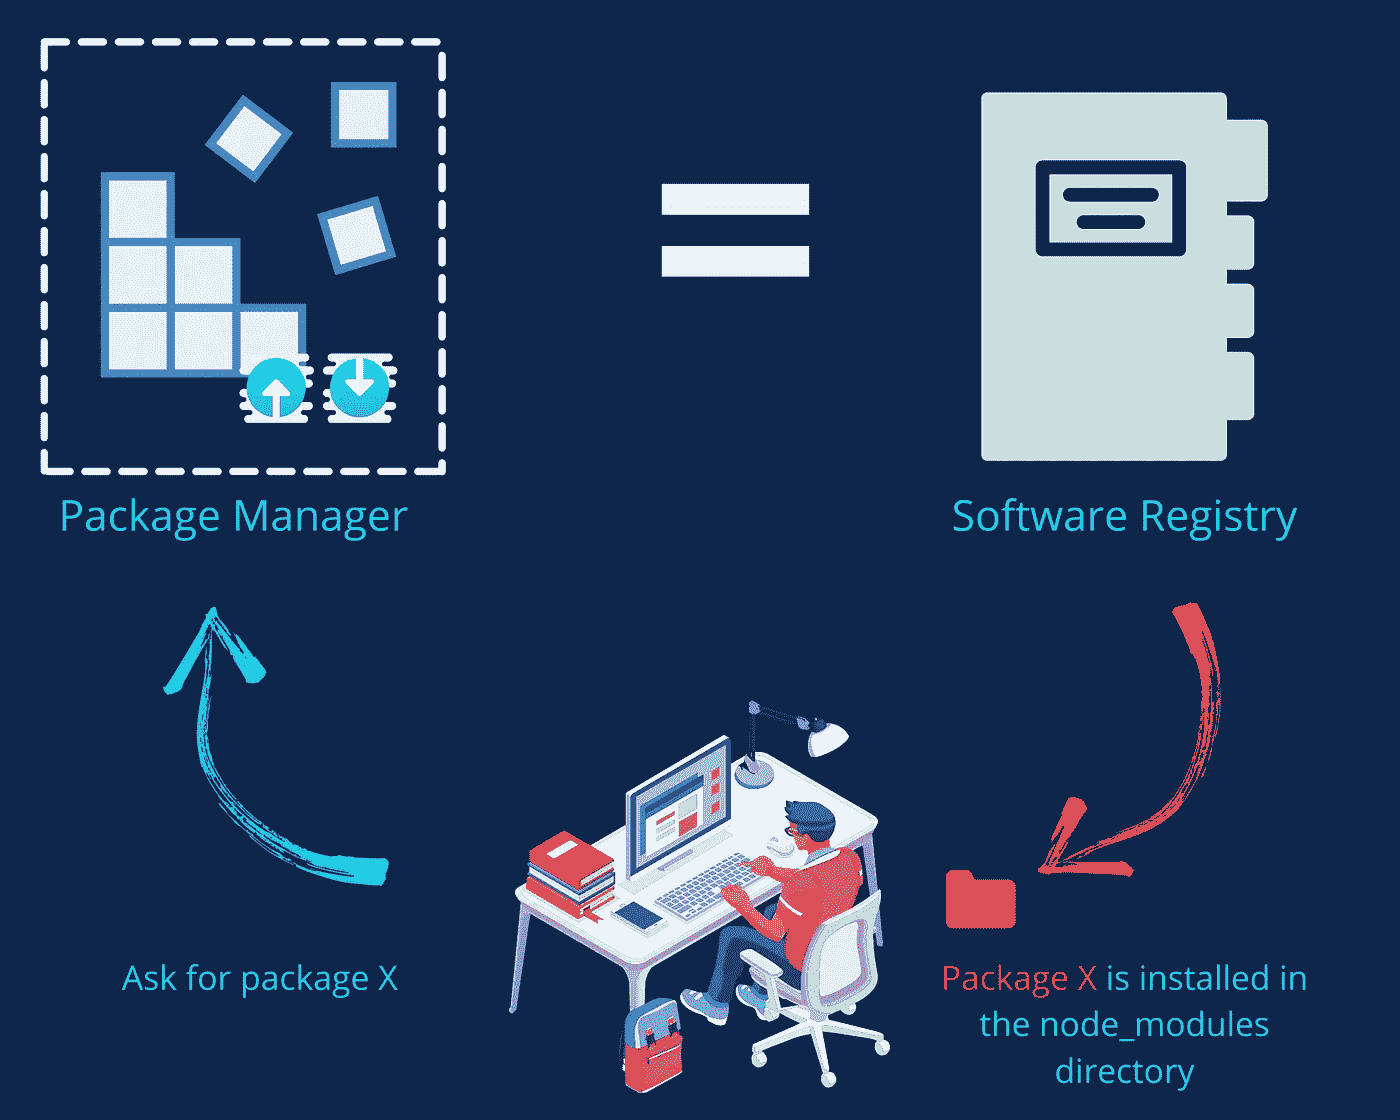 Package Manager
Software Registry
Ask for package X
Package X is installed in
the node_modules
directory